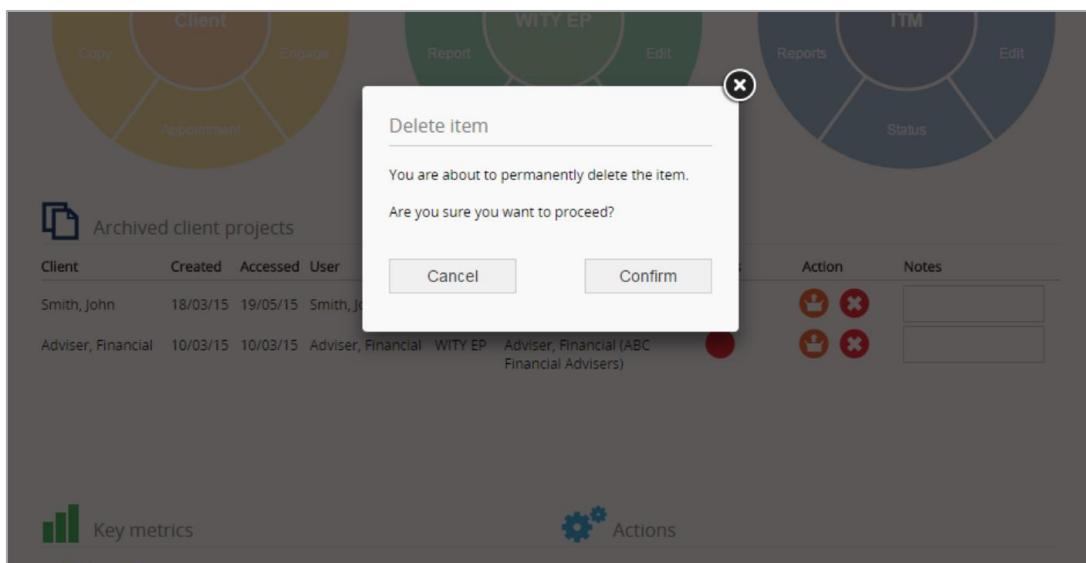 Client
WITY EP
ITM
Copy
Engage
Report
Edit
Reports
Edit
Appointment
Status
Delete item
You are about to permanently delete the item.
Are you sure you want to proceed?
Cancel
Confirm
Archived client projects
Client Created Accessed User Action Notes
Smith, John 18/03/15 19/05/15 Smith,
Adviser, Financial 10/03/15 10/03/15 Adviser, Financial WITY EP Adviser, Financial (ABC
Financial Advisers)
Key metrics
Actions